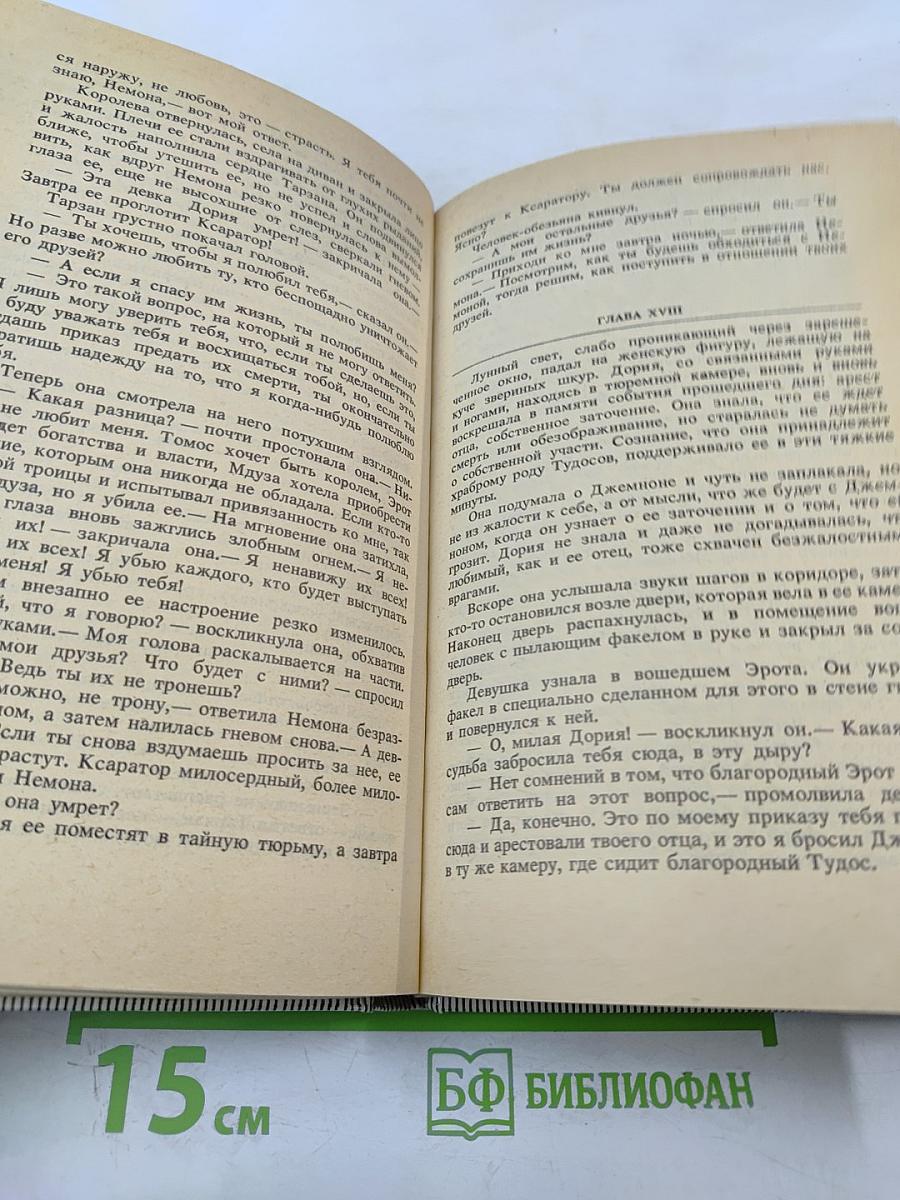 ся наружу, не любовь, это — страсть. Я тебя почти не
знаю, Немона,— вот мой ответ.
Королева отвернулась, села на диван и закрыла лицо
руками. Плечи ее стали вздрагивать от глухих рыданий,
и жалость наполнила сердце Тарзана. Он подвинулся
ближе, чтобы утешить ее, но не успел и слова вымол-
вить, как вдруг Немона резко повернулась к нему —
глаза ее, еще не высохшие от слез, сверкали гневом.
— Эта девка Дория умрет! — закричала она.—
Завтра ее проглотит Ксаратор!
Тарзан грустно покачал головой.
— Ты хочешь, чтобы я полюбил тебя,— сказал он,—
Но разве можно любить ту, кто беспощадно уничтожает
его друзей?
— А если я спасу им жизнь, ты полюбишь меня?
— Это такой вопрос, на который я не могу ответить.
Я лишь могу уверить тебя, что, если ты сделаешь это,
буду уважать тебя и восхищаться тобой, но, если ты
дашь приказ предать их смерти, ты окончательно
ратишь надежду на то, что я когда-нибудь полюблю
я.
Теперь она смотрела на него потухшим взглядом.
— Какая разница? — почти простонала она.— Ни-
не любит меня. Томос хочет быть королем, Эрот
дет богатства и власти, Мдуза хотела приобрести
ние, которым она никогда не обладала. Если кто-то
ой троицы и испытывал привязанность ко мне, так
дуза, но я убила ее.— На мгновение она затихла,
глаза вновь зажглись злобным огнем.— Я не-
их! — закричала она.— Я ненавижу их всех!
их всех! Я убью каждого, кто будет выступать
меня! Я убью тебя!
м внезапно ее настроение резко изменилось.
й, что я говорю? — воскликнула она, обхватив
уками.— Моя голова раскалывается на части.
мои друзья? Что будет с ними? — спросил
Ведь ты их не тронешь?
можно, не трону,— ответила Немона безраз-
ном, а затем налилась гневом снова.— А дев-
Если ты снова вздумаешь просить за нее, ее
растут. Ксаратор милосердный, более мило-
и Немона.
она умрет?
я ее поместят в тайную тюрьму, а завтра
повезут к Ксаратору. Ты должен сопровождать нас.
Ясно?
Человек-обезьяна кивнул.
— А мои остальные друзья? — спросил он.— Ты
сохранишь им жизнь?
— Приходи ко мне завтра ночью,— ответила Не-
мона.— Посмотрим, как ты будешь обходиться с Не-
моной, тогда решим, как поступить в отношении твоих
друзей.
ГЛАВА XVIII
Лунный свет, слабо проникающий через зареше-
ченное окно, падал на женскую фигуру, лежащую на
куче звериных шкур. Дория, со связанными руками
и ногами, находясь в тюремной камере, вновь и вновь
воскрешала в памяти события прошедшего дня: арест
отца, собственное заточение. Она знала, что ее ждет
смерть или обезображивание, но старалась не думать
о собственной участи. Сознание, что она принадлежит
храброму роду Тудосов, поддерживало ее в эти тяжкие
минуты.
Она подумала о Джемноне и чуть не заплакала, но
не из жалости к себе, а от мысли, что же будет с Джем-
ноном, когда он узнает о ее заточении и о том, что ей
грозит. Дория не знала и даже не догадывалась, чт
любимый, как и ее отец, тоже схвачен безжалостным
врагами.
Вскоре она услышала звуки шагов в коридоре, зат
кто-то остановился возле двери, которая вела в ее каме
Наконец дверь распахнулась, и в помещение вош
человек с пылающим факелом в руке и закрыл за со
дверь.
Девушка узнала в вошедшем Эрота. Он укр
факел в специально сделанном для этого в стене гн
и повернулся к ней.
— О, милая Дория! — воскликнул он.— Какая
судьба забросила тебя сюда, в эту дыру?
— Нет сомнений в том, что благородный Эрот
сам ответить на этот вопрос,— промолвила де
— Да, конечно. Это по моему приказу тебя п
сюда и арестовали твоего отца, и это я бросил Дж
в ту же камеру, где сидит благородный Тудос.
15 см
БФ БИБЛИОФАН